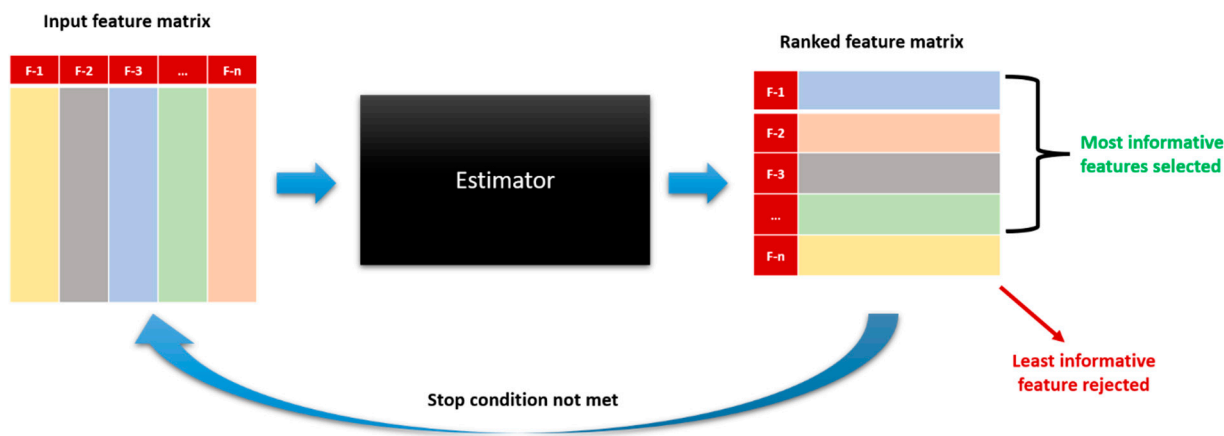 Input feature matrix
F-1 F-2 F-3 ... F-n
Estimator
Ranked feature matrix
F-1
F-2
F-3
...
F-n
Most informative
features selected
Least informative
feature rejected
Stop condition not met